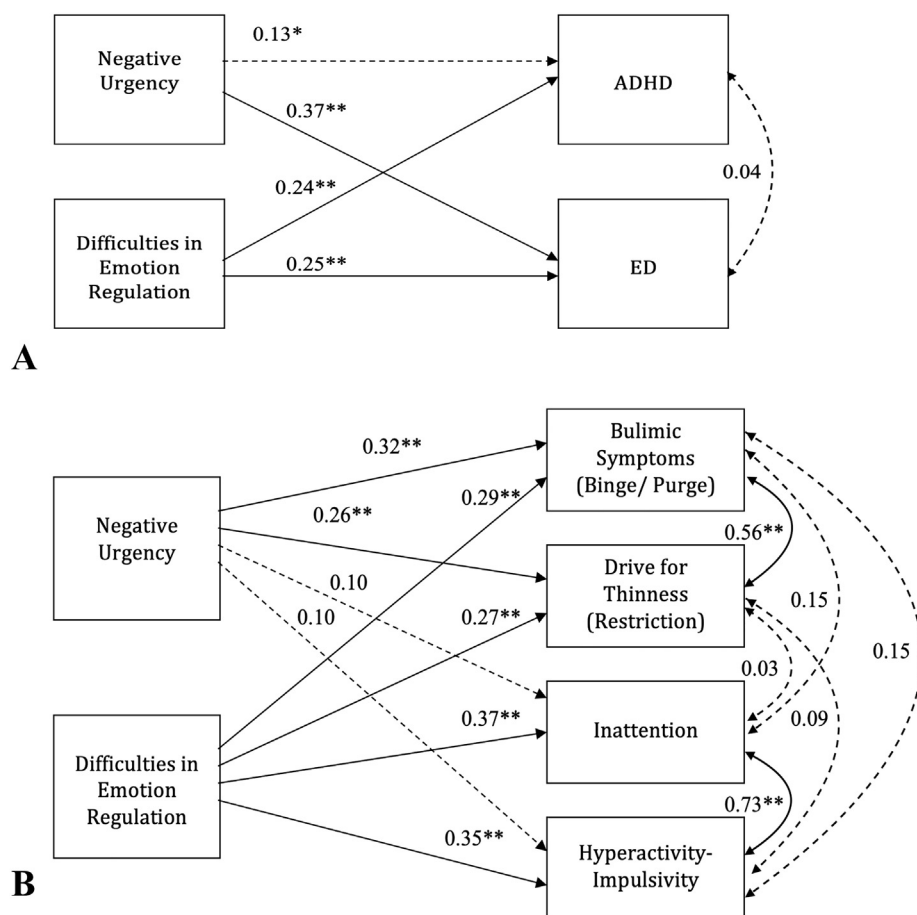 0.13*
Negative
Urgency
ADHD
0.37**
0.04
0.24**
Difficulties in
Emotion
Regulation
0.25**
ED
A
Bulimic
Symptoms
(Binge/ Purge)
0.32**
0.29**
Negative
Urgency
0.26**
0.56**
Drive for
Thinness
(Restriction)
0.10
0.10
0.27**
0.15
0.15
0.03
0.37**
Inattention
0.09
Difficulties in
Emotion
Regulation
0.73**
0.35**
Hyperactivity-
Impulsivity
B